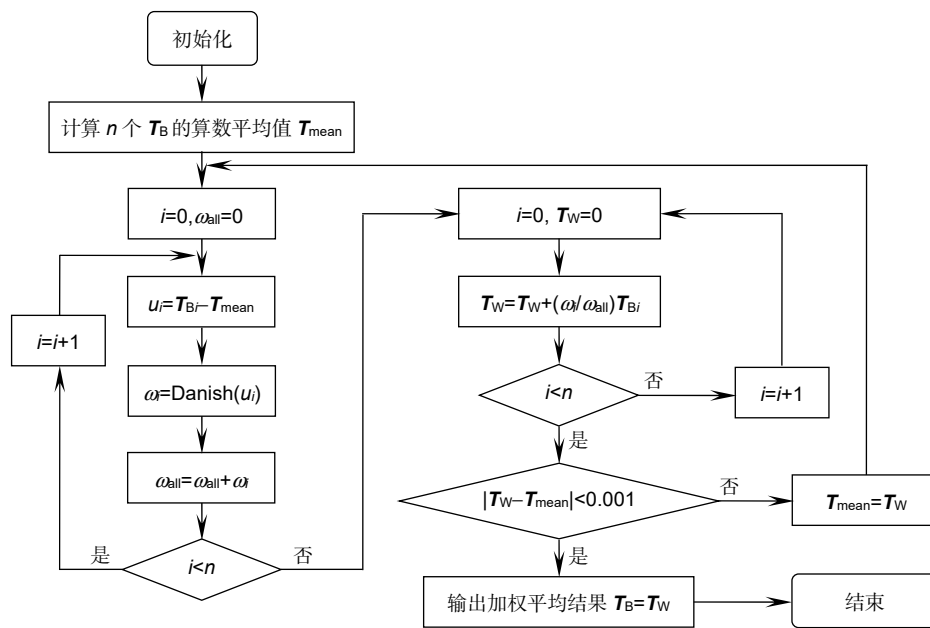 初始化
计算 n 个 TB 的算数平均值 Tmean
i=0,ωall=0
ui=TBi–Tmean
i=i+1
ωi=Danish(ui)
ωall=ωall+ωi
是
i<n
否
i=0, TW=0
TW=TW+(ωi/ωall)TBi
i<n
否
i=i+1
是
|TW–Tmean|<0.001
否
Tmean=TW
是
输出加权平均结果 TB=TW
结束